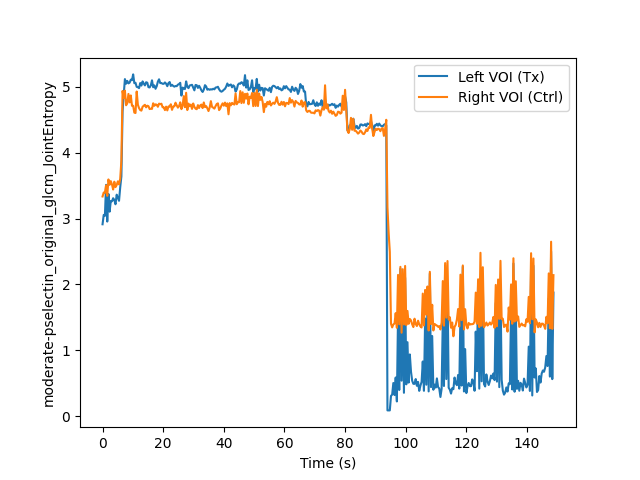 Left VOI (Tx)
Right VOI (Ctrl)
moderate-pselectin_original_glcm_JointEntropy
5
4
3
2
1
0
0 20 40 60 80 100 120 140
Time (s)